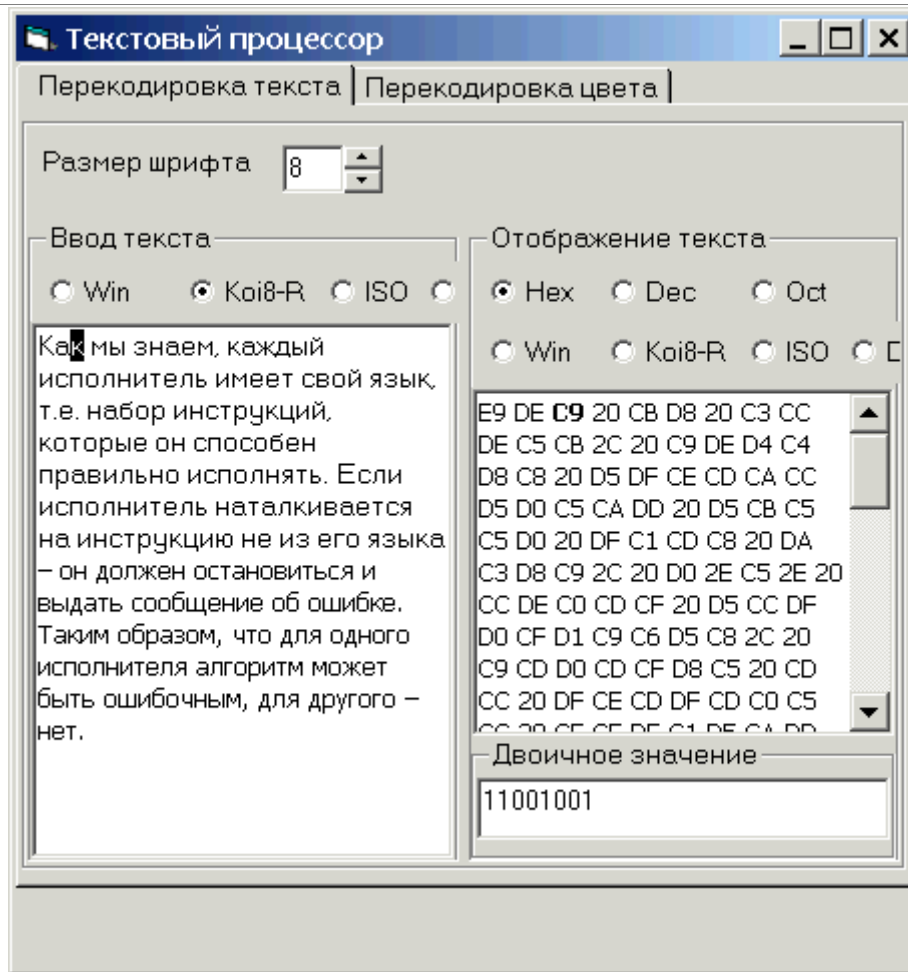 Текстовый процессор
Перекодировка текста Перекодировка цвета
Размер шрифта 8
Ввод текста
Win Koi8-R ISO
Как мы знаем, каждый
исполнитель имеет свой язык,
т.е. набор инструкций,
которые он способен
правильно исполнять. Если
исполнитель наталкивается
на инструкцию не из его языка
– он должен остановиться и
выдать сообщение об ошибке.
Таким образом, что для одного
исполнителя алгоритм может
быть ошибочным, для другого –
нет.
Отображение текста
Hex Dec Oct
Win Koi8-R ISO
E9 DE C9 20 CB D8 20 C3 CC
DE C5 CB 2C 20 C9 DE D4 C4
D8 C8 20 D5 DF CE CD CA CC
D5 D0 C5 CA DD 20 D5 CB C5
C5 D0 20 DF C1 CD C8 20 DA
C3 D8 C9 2C 20 D0 2E C5 2E 20
CC DE C0 CD CF 20 D5 CC DF
D0 CF D1 C9 C6 D5 C8 2C 20
C9 CD D0 CD CF D8 C5 20 CD
CC 20 DF CE CD DF CD C0 C5
Двоичное значение
11001001